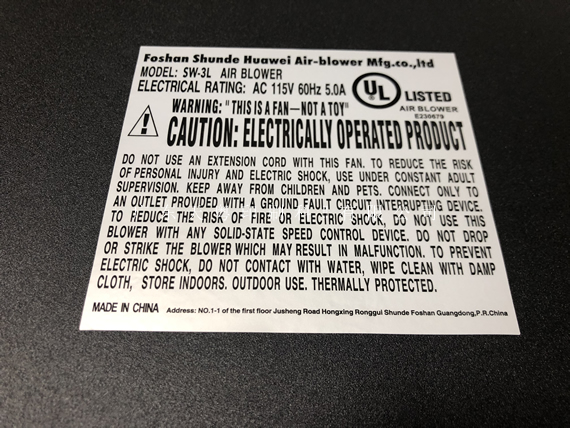 Foshan Shunde Huawei Air-blower Mfg.co.,ltd
MODEL: SW-3L AIR BLOWER
ELECTRICAL RATING: AC 115V 60Hz 5.0A
UL LISTED
AIR BLOWER
E230679
WARNING: "THIS IS A FAN—NOT A TOY"
CAUTION: ELECTRICALLY OPERATED PRODUCT
DO NOT USE AN EXTENSION CORD WITH THIS FAN. TO REDUCE THE RISK
OF PERSONAL INJURY AND ELECTRIC SHOCK, USE UNDER CONSTANT ADULT
SUPERVISION. KEEP AWAY FROM CHILDREN AND PETS. CONNECT ONLY TO
AN OUTLET PROVIDED WITH A GROUND FAULT CIRCUIT INTERRUPTING DEVICE.
TO REDUCE THE RISK OF FIRE OR ELECTRIC SHOCK, DO NOT USE THIS
BLOWER WITH ANY SOLID-STATE SPEED CONTROL DEVICE. DO NOT DROP
OR STRIKE THE BLOWER WHICH MAY RESULT IN MALFUNCTION. TO PREVENT
ELECTRIC SHOCK, DO NOT CONTACT WITH WATER, WIPE CLEAN WITH DAMP
CLOTH, STORE INDOORS. OUTDOOR USE. THERMALLY PROTECTED.
MADE IN CHINA Address: NO.1-1 of the first floor Jusheng Road Hongxing Ronggui Shunde Foshan Guangdong,P.R.China